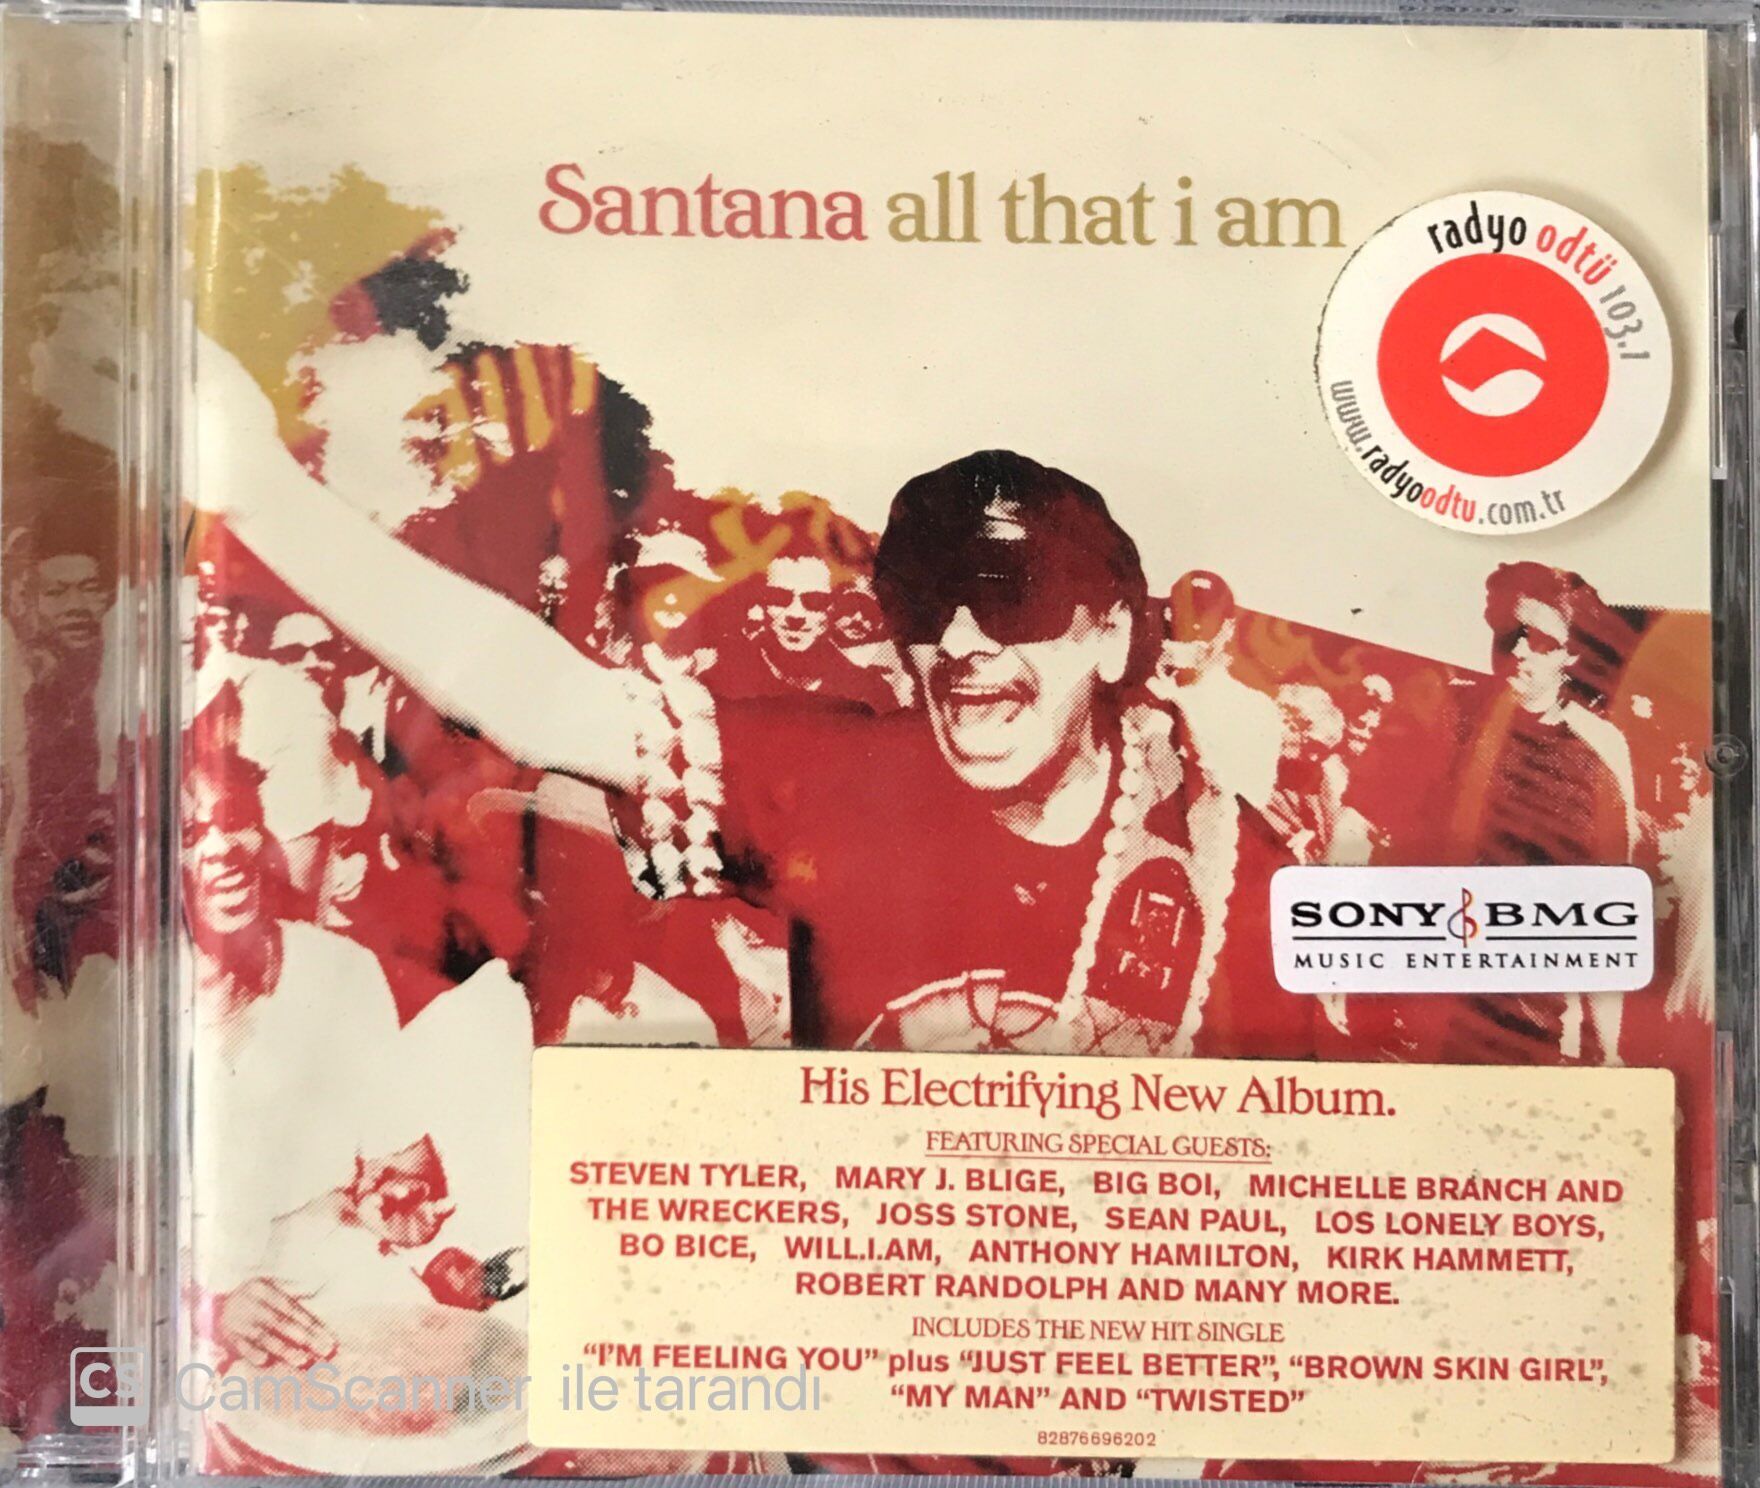 Santana all that i am
radyo odtü 103.1
www.radyoodtu.com.tr
SONY BMG
MUSIC ENTERTAINMENT
His Electrifying New Album.
FEATURING SPECIAL GUESTS:
STEVEN TYLER, MARY J. BLIGE, BIG BOI, MICHELLE BRANCH AND
THE WRECKERS, JOSS STONE, SEAN PAUL, LOS LONELY BOYS,
BO BICE, WILL.I.AM, ANTHONY HAMILTON, KIRK HAMMETT,
ROBERT RANDOLPH AND MANY MORE.
INCLUDES THE NEW HIT SINGLE
“I'M FEELING YOU” plus “JUST FEEL BETTER”, “BROWN SKIN GIRL”,
“MY MAN” AND “TWISTED”
82876696202
CS CamScanner ile tarandı